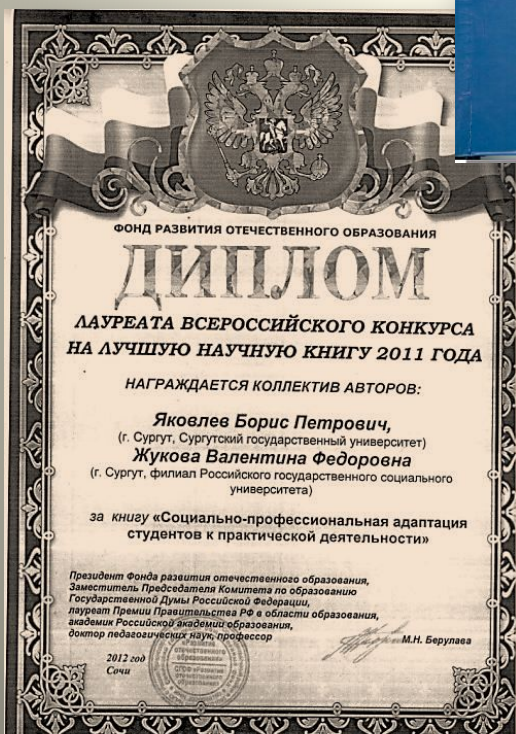 ФОНД РАЗВИТИЯ ОТЕЧЕСТВЕННОГО ОБРАЗОВАНИЯ
ДИПЛОМ
ЛАУРЕАТА ВСЕРОССИЙСКОГО КОНКУРСА
НА ЛУЧШУЮ НАУЧНУЮ КНИГУ 2011 ГОДА
НАГРАЖДАЕТСЯ КОЛЛЕКТИВ АВТОРОВ:
Яковлев Борис Петрович,
(г. Сургут, Сургутский государственный университет)
Жукова Валентина Федоровна
(г. Сургут, филиал Российского государственного социального
университета)
за книгу «Социально-профессиональная адаптация
студентов к практической деятельности»
Президент Фонда развития отечественного образования,
Заместитель Председателя Комитета по образованию
Государственной Думы Российской Федерации,
лауреат Премии Правительства РФ в области образования,
академик Российской академии образования,
доктор педагогических наук, профессор
М.Н. Берулава
2012 год
Сочи